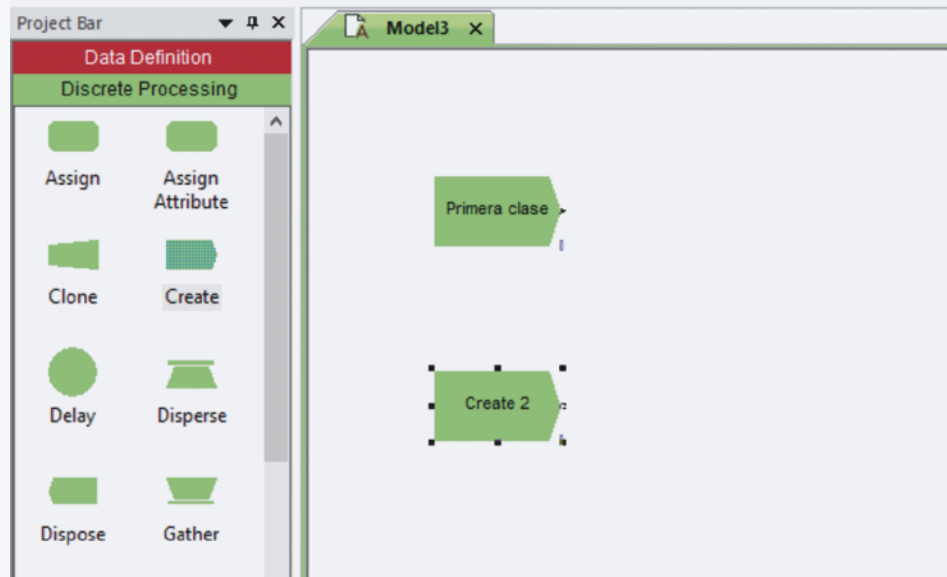 Project Bar
Model3
Data Definition
Discrete Processing
Assign
Assign
Attribute
Clone
Create
Delay
Disperse
Dispose
Gather
Primera clase
Create 2